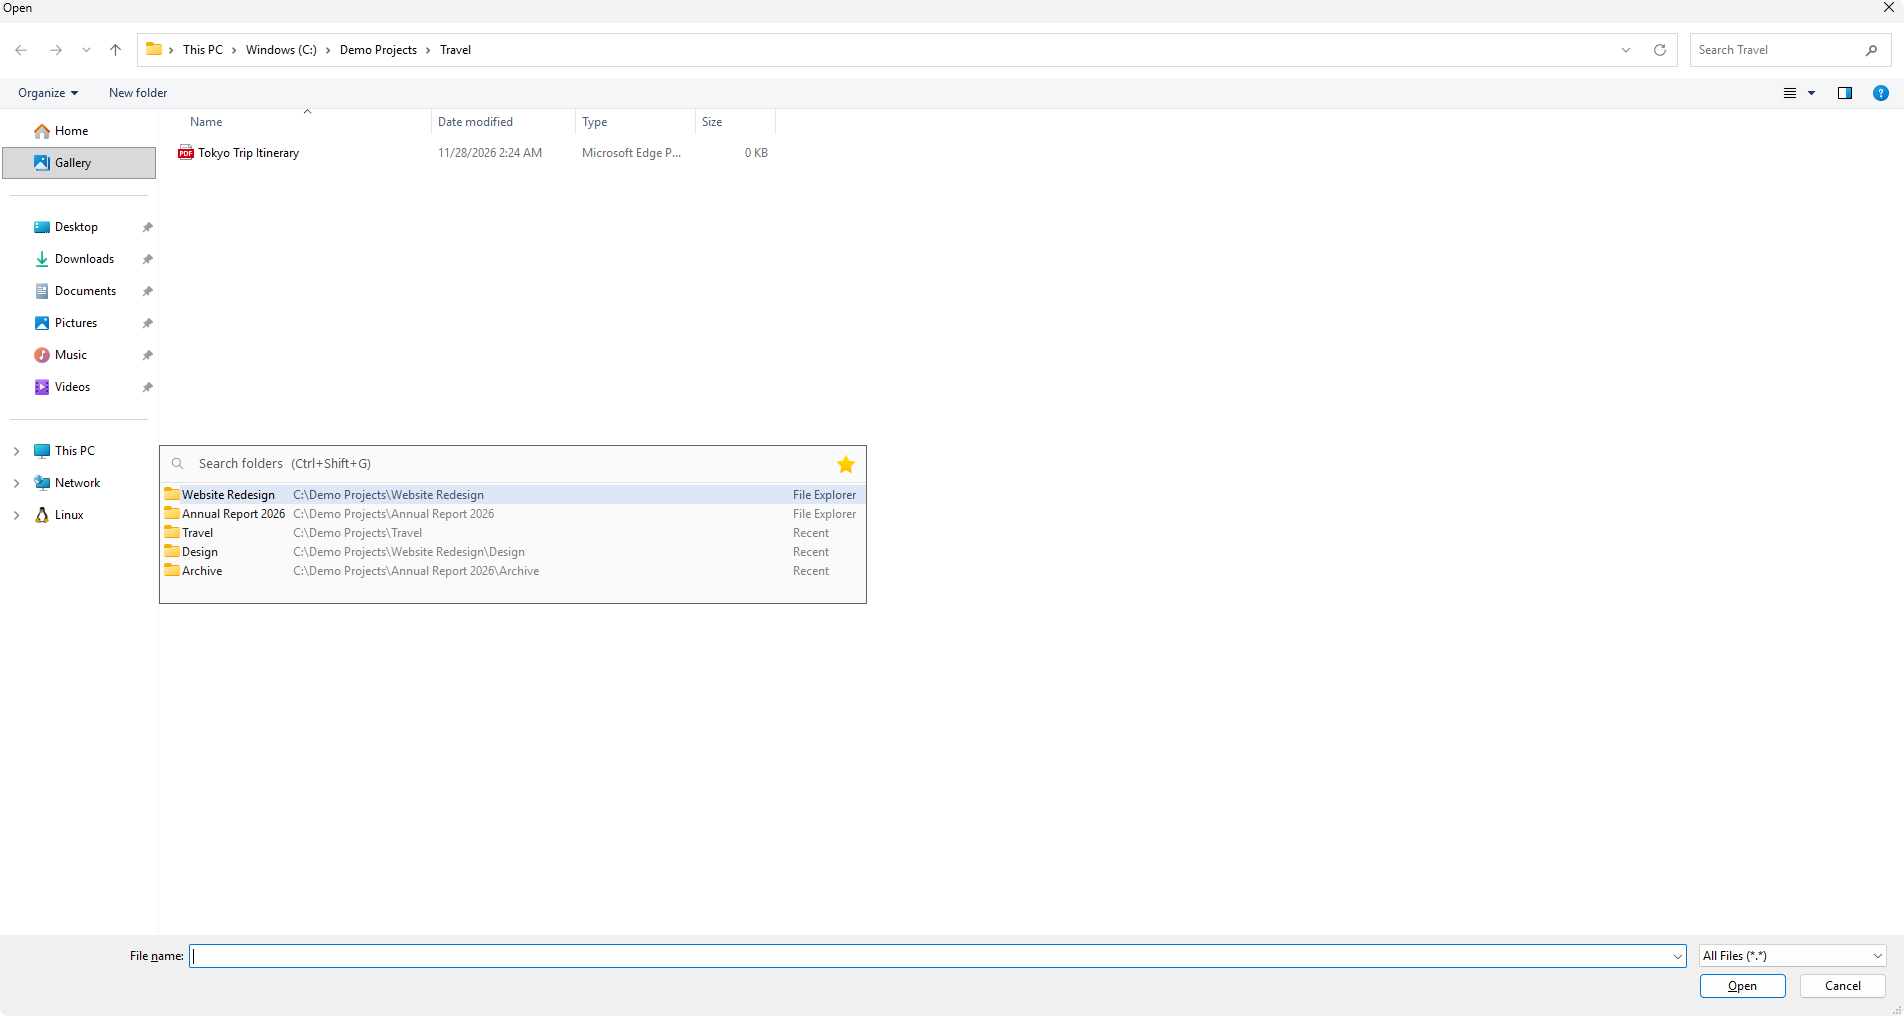 Open
This PC > Windows (C:) > Demo Projects > Travel
Search Travel
Organize
New folder
Name
Date modified
Type
Size
Home
Gallery
Desktop
Downloads
Documents
Pictures
Music
Videos
This PC
Network
Linux
PDF Tokyo Trip Itinerary 11/28/2026 2:24 AM Microsoft Edge P... 0 KB
Search folders (Ctrl+Shift+G)
Website Redesign C:\Demo Projects\Website Redesign File Explorer
Annual Report 2026 C:\Demo Projects\Annual Report 2026 File Explorer
Travel C:\Demo Projects\Travel Recent
Design C:\Demo Projects\Website Redesign\Design Recent
Archive C:\Demo Projects\Annual Report 2026\Archive Recent
File name:
All Files (*.*)
Open
Cancel